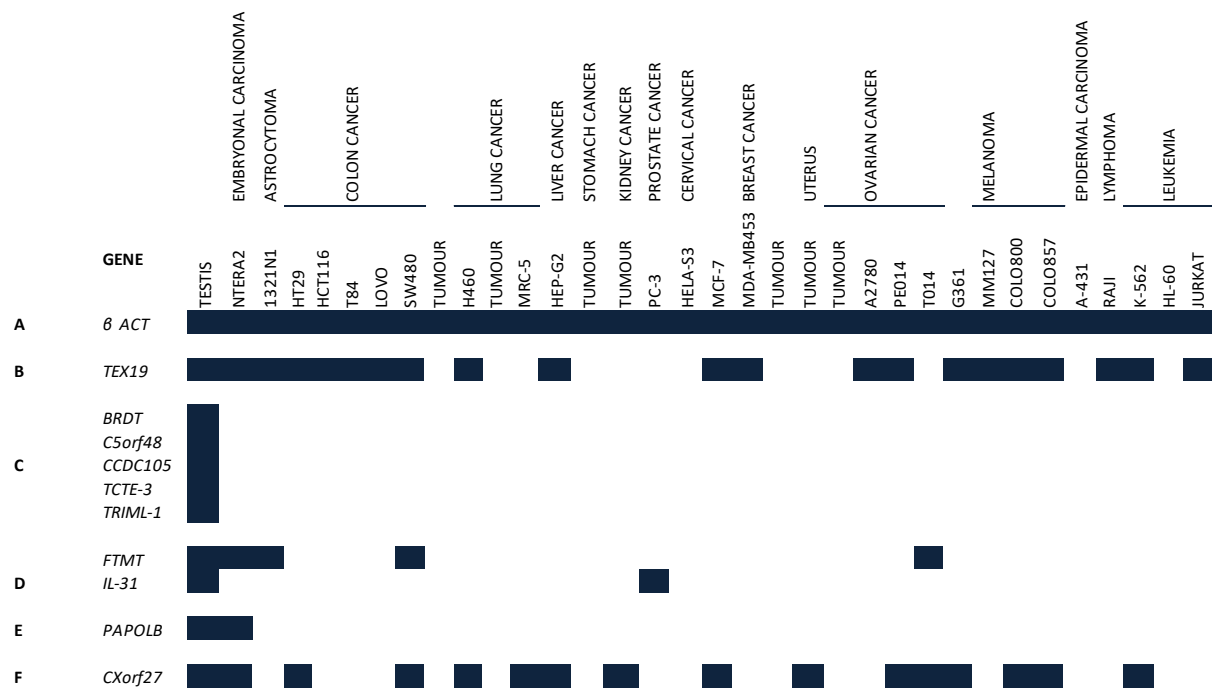 EMBRYONAL CARCINOMA
ASTROCYTOMA
COLON CANCER
LUNG CANCER
LIVER CANCER
STOMACH CANCER
KIDNEY CANCER
PROSTATE CANCER
CERVICAL CANCER
BREAST CANCER
UTERUS
OVARIAN CANCER
MELANOMA
EPIDERMAL CARCINOMA
LYMPHOMA
LEUKEMIA
GENE
TESTIS
NTERA2
1321N1
HT29
HCT116
T84
LOVO
SW480
TUMOUR
H460
TUMOUR
MRC-5
HEP-G2
TUMOUR
TUMOUR
PC-3
HELA-S3
MCF-7
MDA-MB453
TUMOUR
TUMOUR
TUMOUR
A2780
PE014
T014
G361
MM127
COLO800
COLO857
A-431
RAJI
K-562
HL-60
JURKAT
A β ACT
B TEX19
BRDT
C5orf48
C CCDC105
TCTE-3
TRIML-1
FTMT
D IL-31
E PAPOLB
F CXorf27